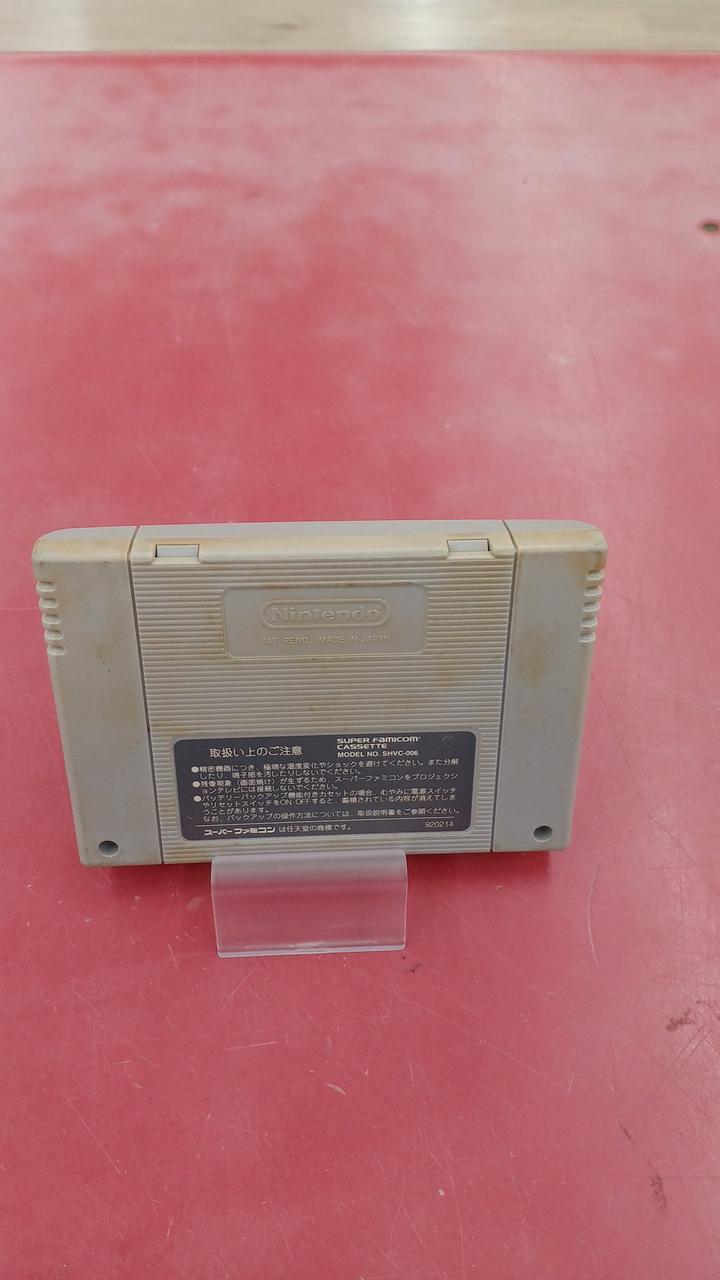 Nintendo
PAT. PEND. MADE IN JAPAN
取扱い上のご注意
SUPER FAMICOM
CASSETTE
MODEL NO. SHVC-006
●精密機器につき、極端な温度変化やショックを避けてください。また分解
したり、端子部を汚したりしないでください。
●残像現象(画面焼け)が生ずるため、スーパーファミコンをプロジェクシ
ョンテレビには接続しないでください。
●バッテリーバックアップ機能付きカセットの場合、むやみに電源スイッチ
やリセットスイッチをON OFFすると、蓄積されている内容が消えてしま
うことがあります。
なお、バックアップの操作方法については、取扱説明書をご参照ください。
スーパーファミコンは任天堂の商標です。
920214